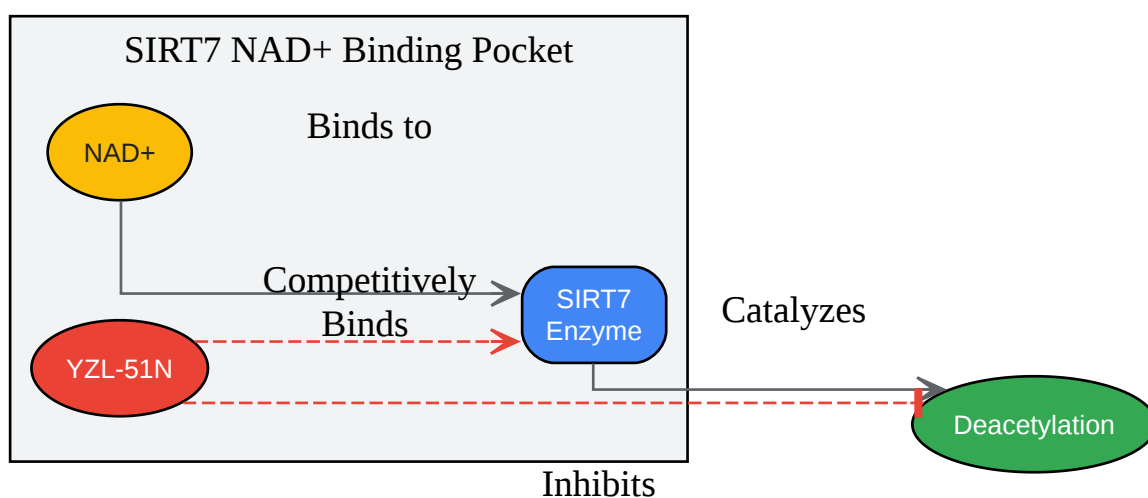 SIRT7 NAD+ Binding Pocket
Binds to
NAD+
Competitively
Binds
SIRT7
Enzyme
Catalyzes
YZL-51N
Deacetylation
Inhibits